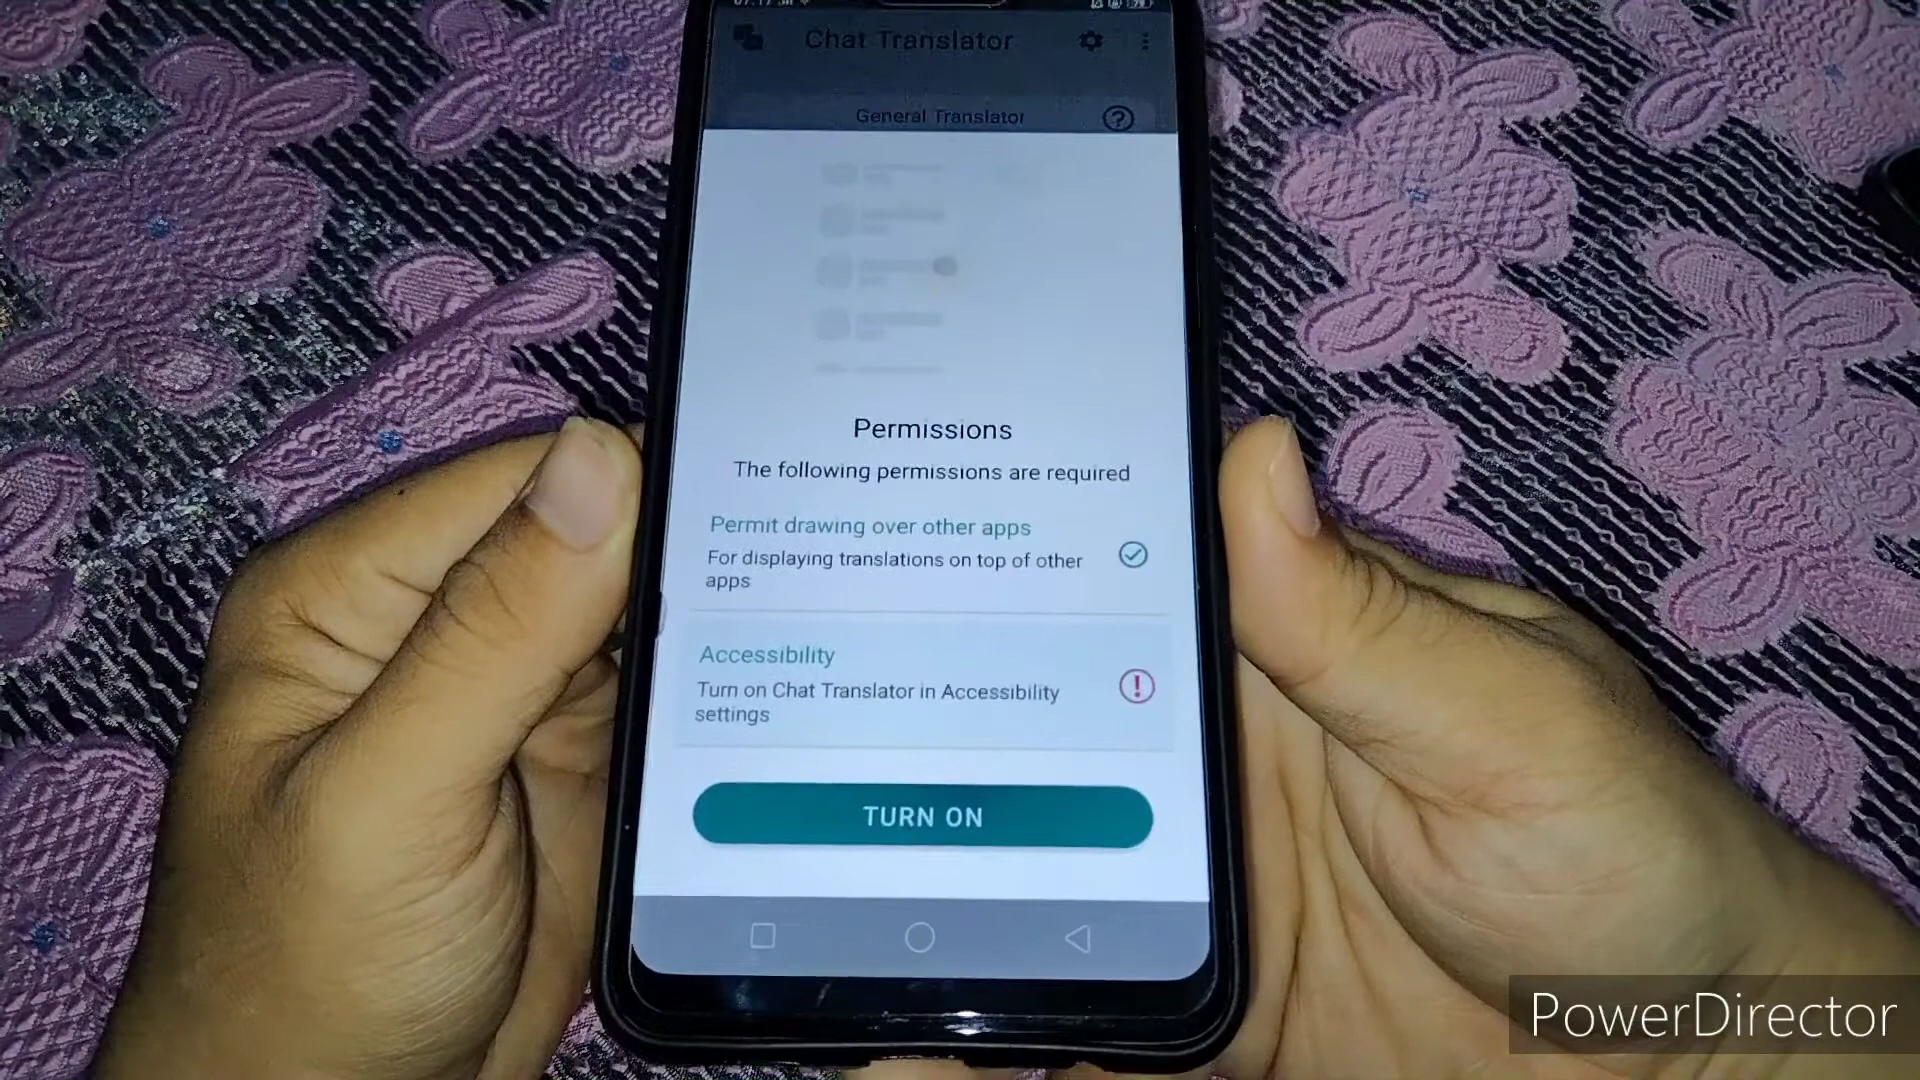 Chat Translator
General Translator
Permissions
The following permissions are required
Permit drawing over other apps
For displaying translations on top of other
apps
Accessibility
Turn on Chat Translator in Accessibility
settings
TURN ON
PowerDirector